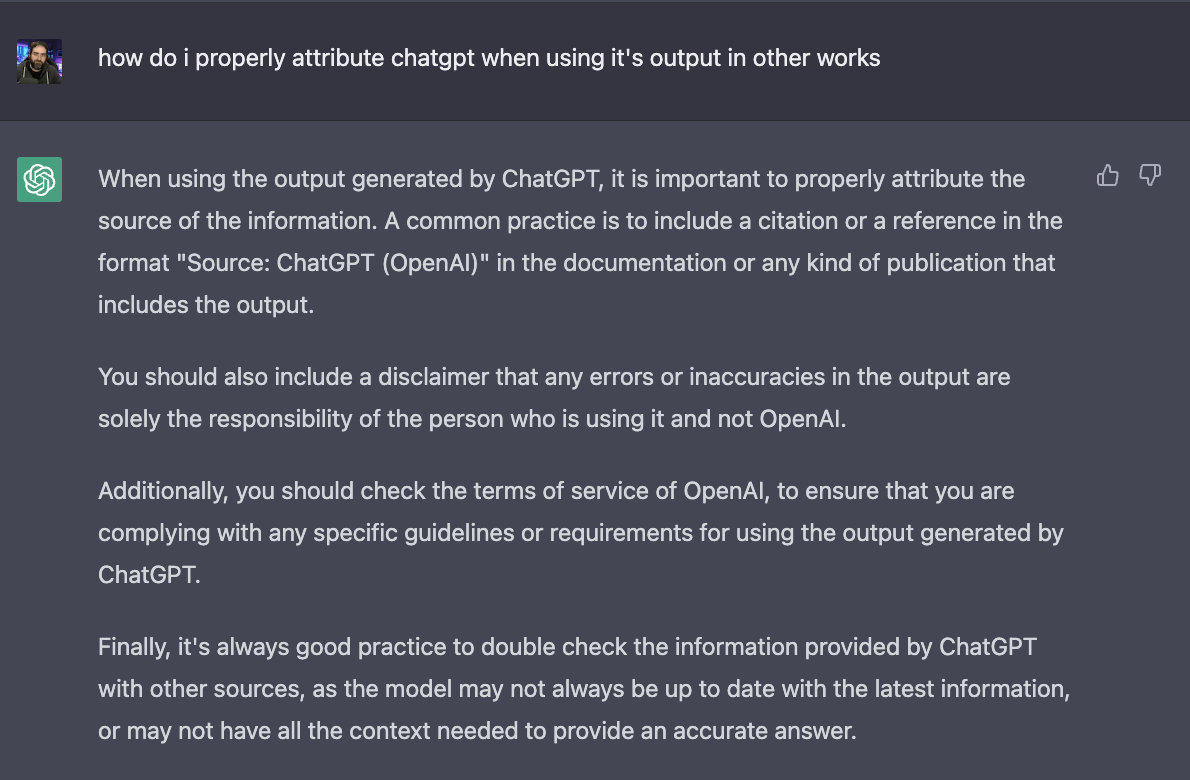 how do i properly attribute chatgpt when using it's output in other works
When using the output generated by ChatGPT, it is important to properly attribute the
source of the information. A common practice is to include a citation or a reference in the
format "Source: ChatGPT (OpenAI)" in the documentation or any kind of publication that
includes the output.
You should also include a disclaimer that any errors or inaccuracies in the output are
solely the responsibility of the person who is using it and not OpenAI.
Additionally, you should check the terms of service of OpenAI, to ensure that you are
complying with any specific guidelines or requirements for using the output generated by
ChatGPT.
Finally, it's always good practice to double check the information provided by ChatGPT
with other sources, as the model may not always be up to date with the latest information,
or may not have all the context needed to provide an accurate answer.